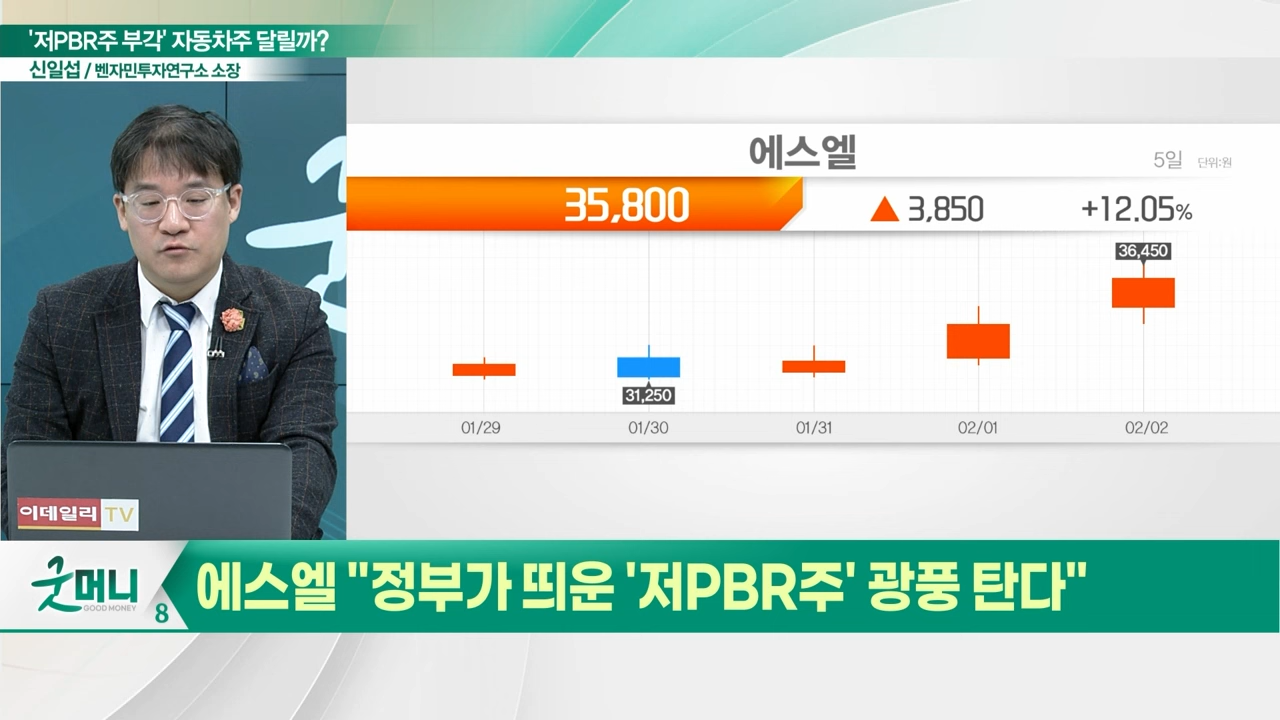 '저PBR주 부각' 자동차주 달릴까?
신일섭 / 벤자민투자연구소 소장
에스엘
5일 단위:원
35,800 ▲ 3,850 +12.05%
36,450
31,250
01/29 01/30 01/31 02/01 02/02
이데일리 TV
굿머니
GOOD MONEY
8
에스엘 "정부가 띄운 '저PBR주' 광풍 탄다"